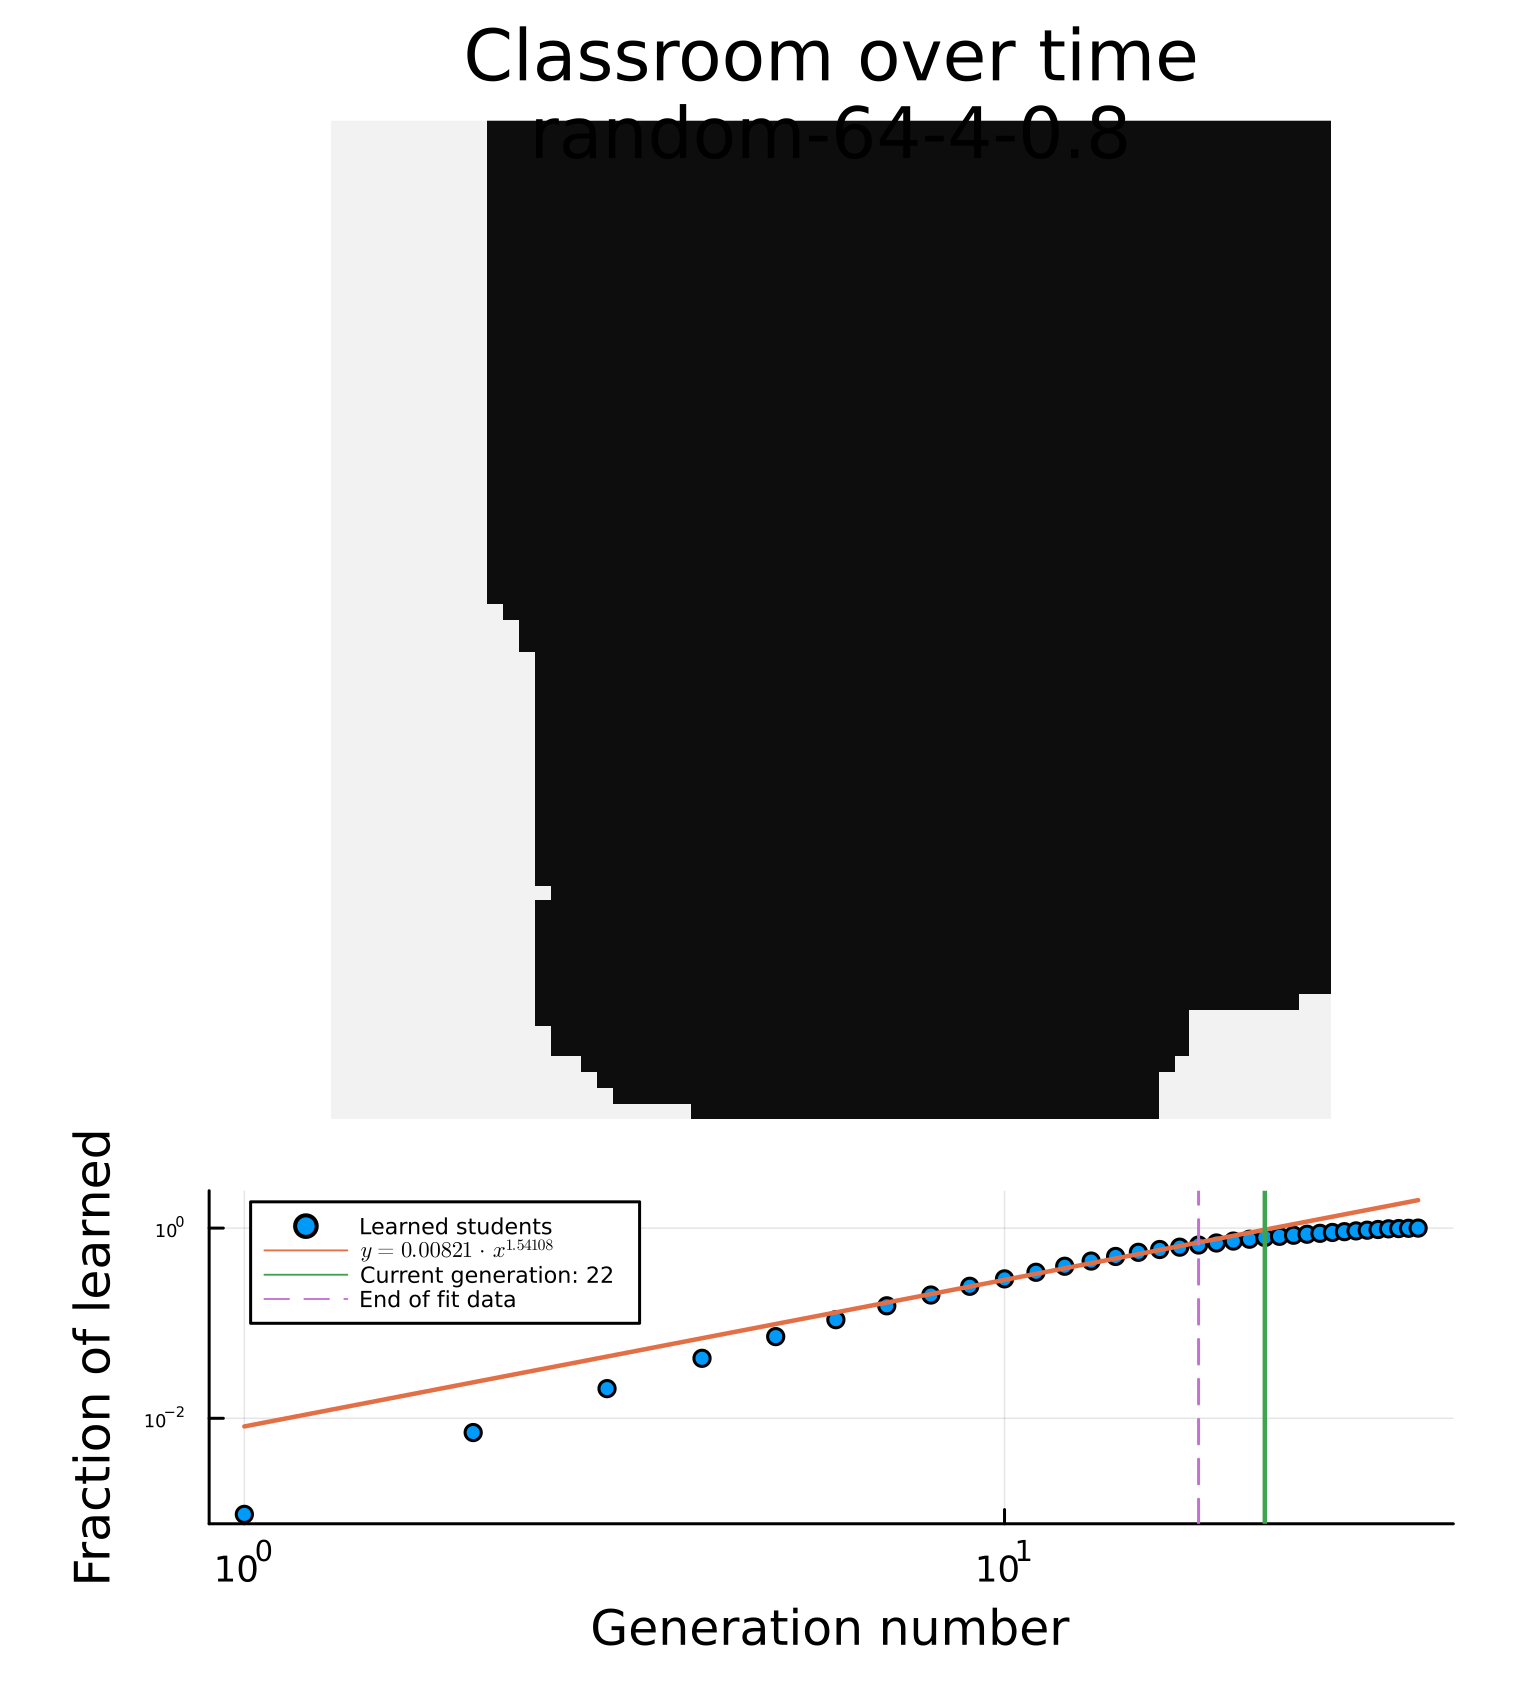 Classroom over time
random-64-4-0.8
Fraction of learned
10⁰
10⁻²
Learned students
y = 0.00821 · x^1.54108
Current generation: 22
End of fit data
10⁰
10¹
Generation number